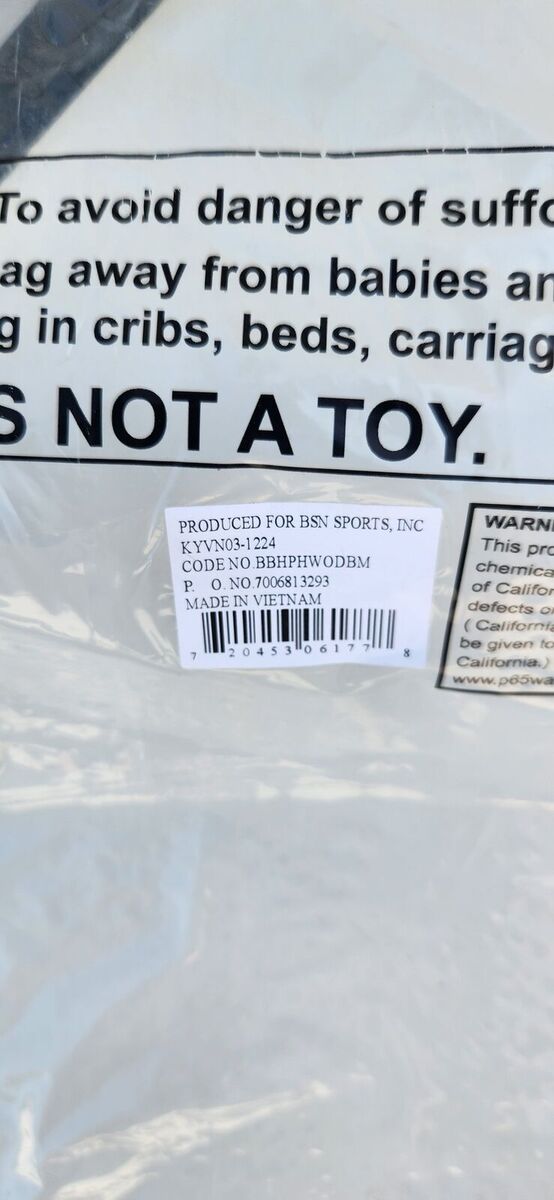 To avoid danger of suffo
ag away from babies an
g in cribs, beds, carriag
S NOT A TOY.
PRODUCED FOR BSN SPORTS, INC
KYVN03-1224
CODE NO.BBHPHWODBM
P. O. NO.7006813293
MADE IN VIETNAM
7 20453 06177 8
WARNI
This pro
chemica
of Califor
defects o
( California
be given to
California.)
www.p65wa